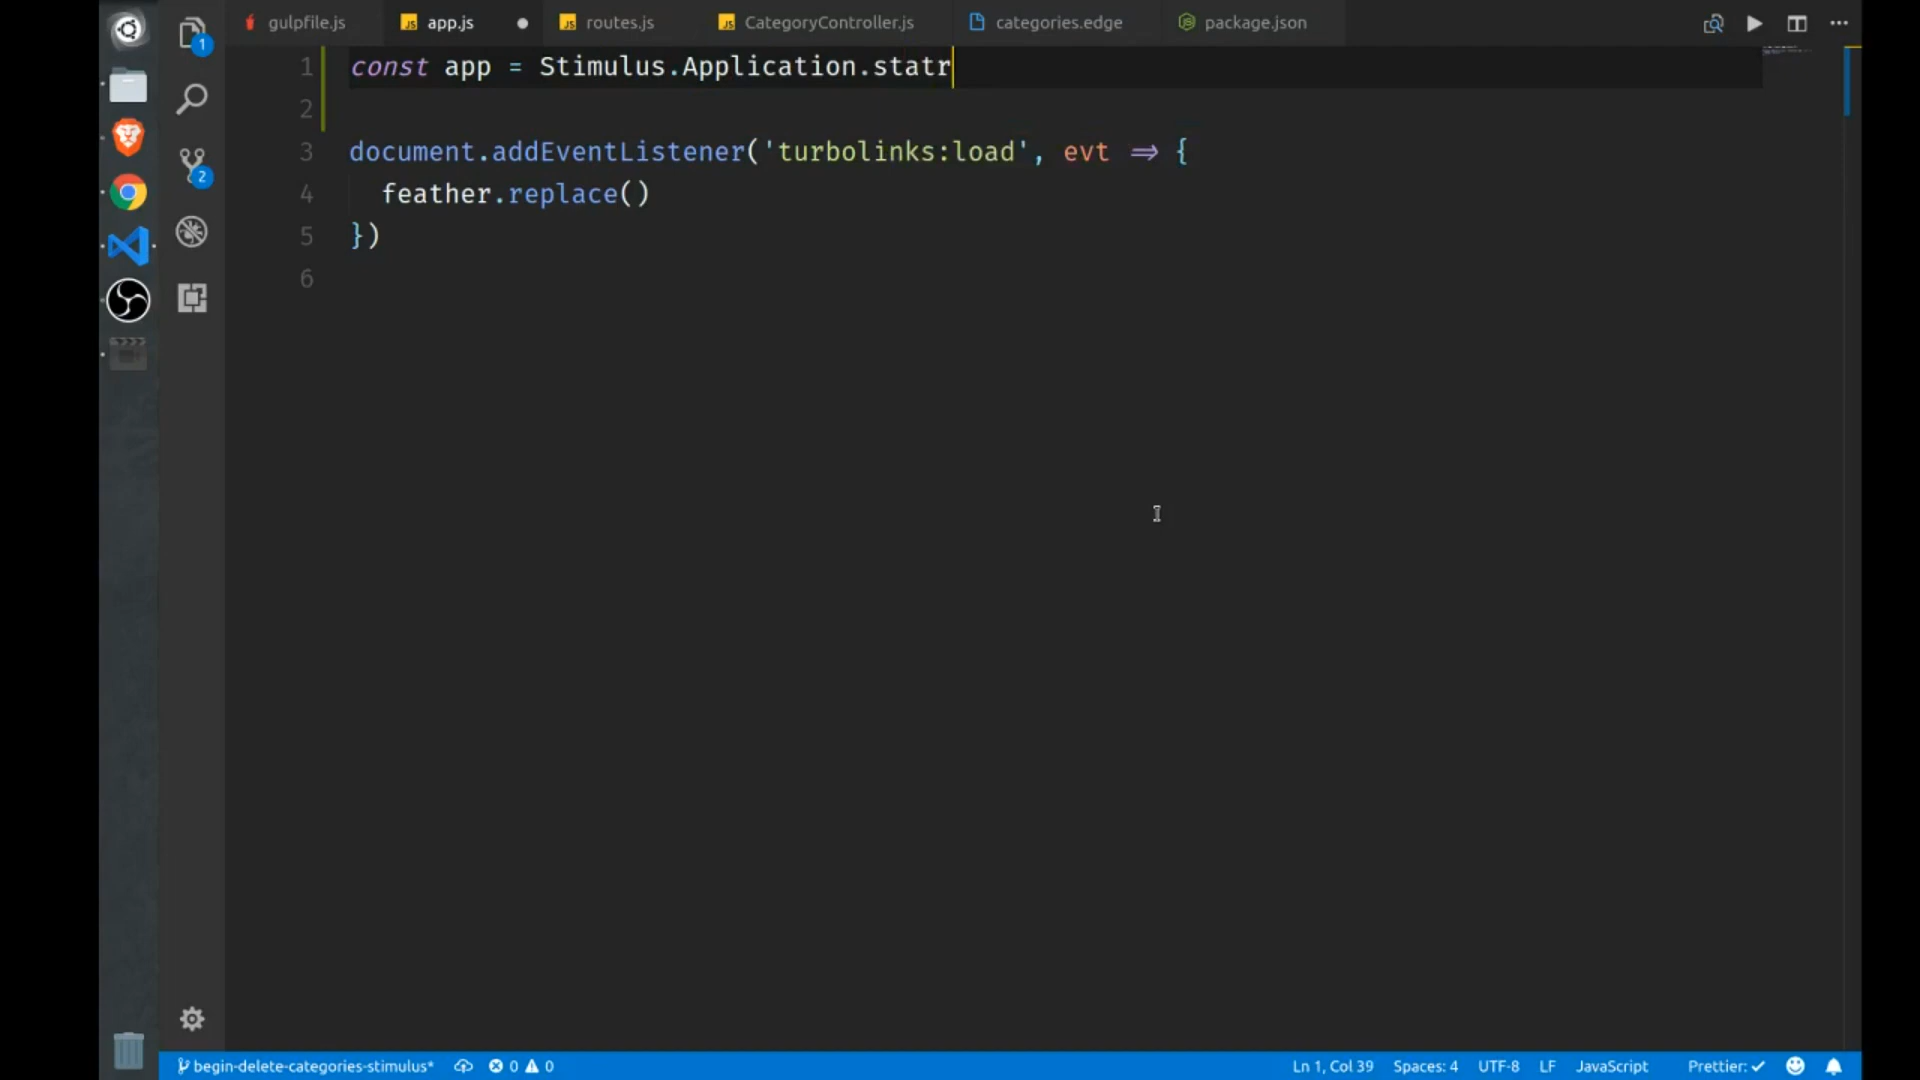 gulpfile.js app.js routes.js CategoryController.js categories.edge package.json
1
2
1 const app = Stimulus.Application.statr
2
3 document.addEventListener('turbolinks:load', evt ⇒ {
4 feather.replace()
5 })
6
begin-delete-categories-stimulus* 0 0 Ln 1, Col 39 Spaces: 4 UTF-8 LF JavaScript Prettier: ✓